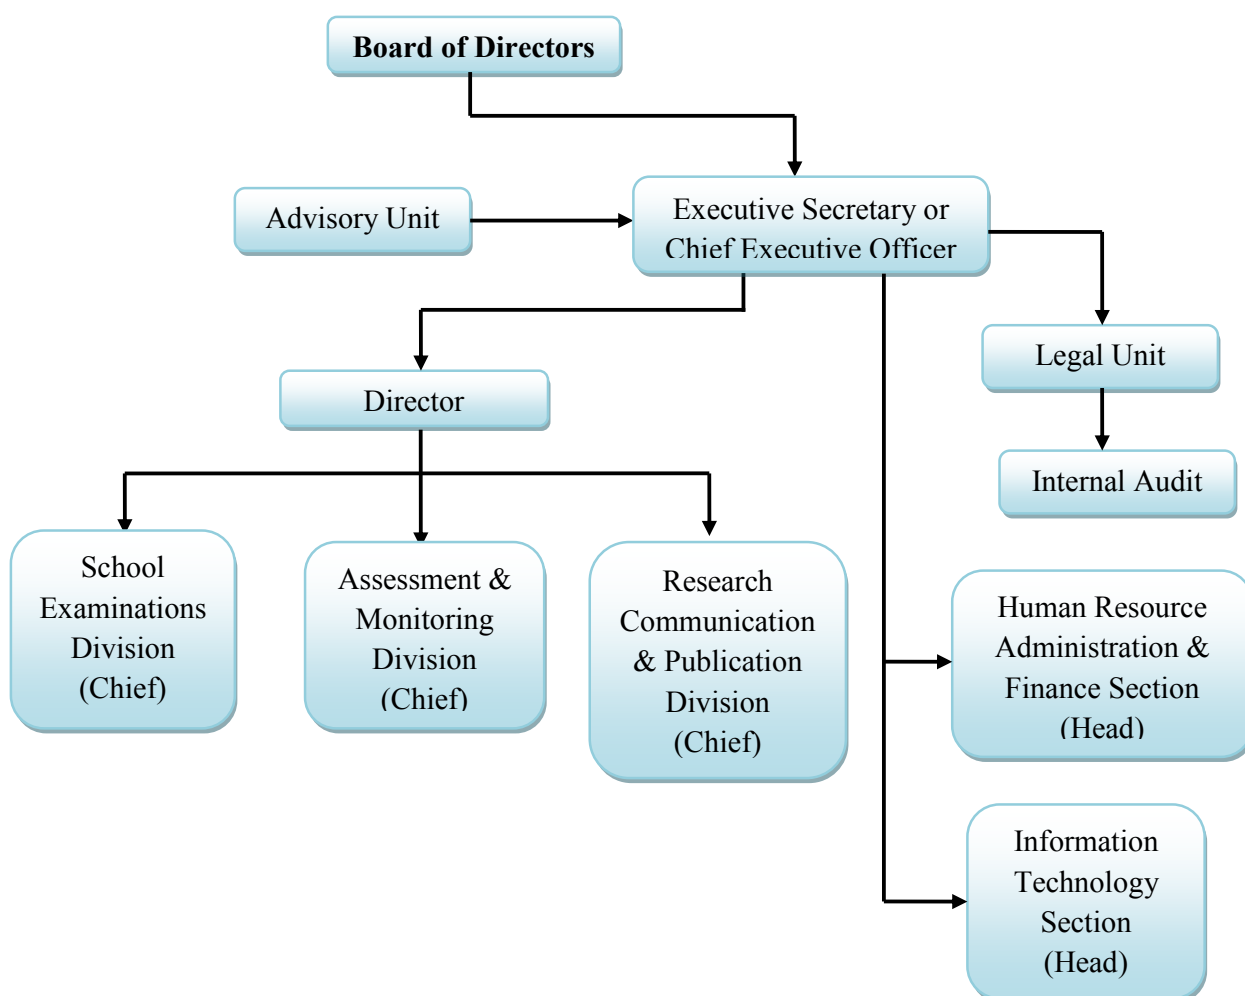 Board of Directors
Advisory Unit
Executive Secretary or
Chief Executive Officer
Legal Unit
Director
Internal Audit
School
Examinations
Division
(Chief)
Assessment &
Monitoring
Division
(Chief)
Research
Communication
& Publication
Division
(Chief)
Human Resource
Administration &
Finance Section
(Head)
Information
Technology
Section
(Head)